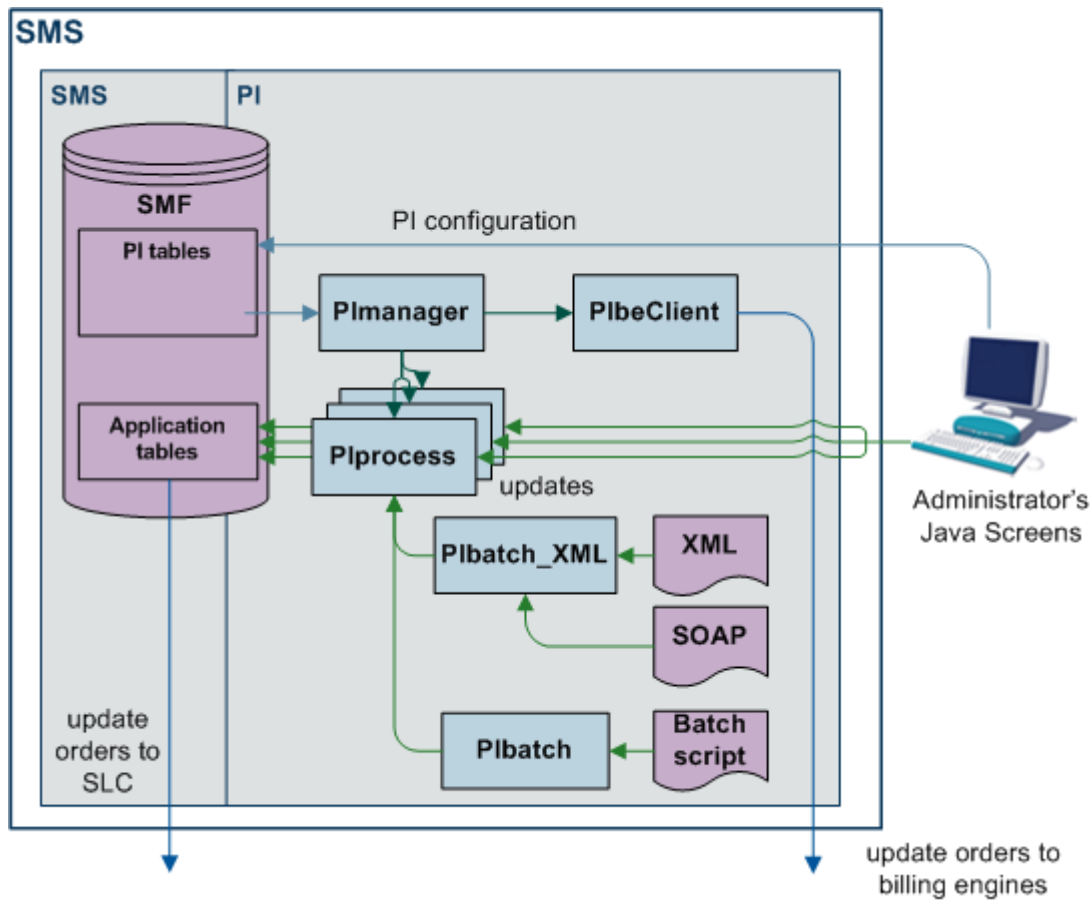 SMS
SMS
PI
SMF
PI tables
PI configuration
PImanager
PIbeClient
Application
tables
PIprocess
updates
Administrator's
Java Screens
PIbatch_XML
XML
SOAP
update
orders to
SLC
PIbatch
Batch
script
update orders to
billing engines